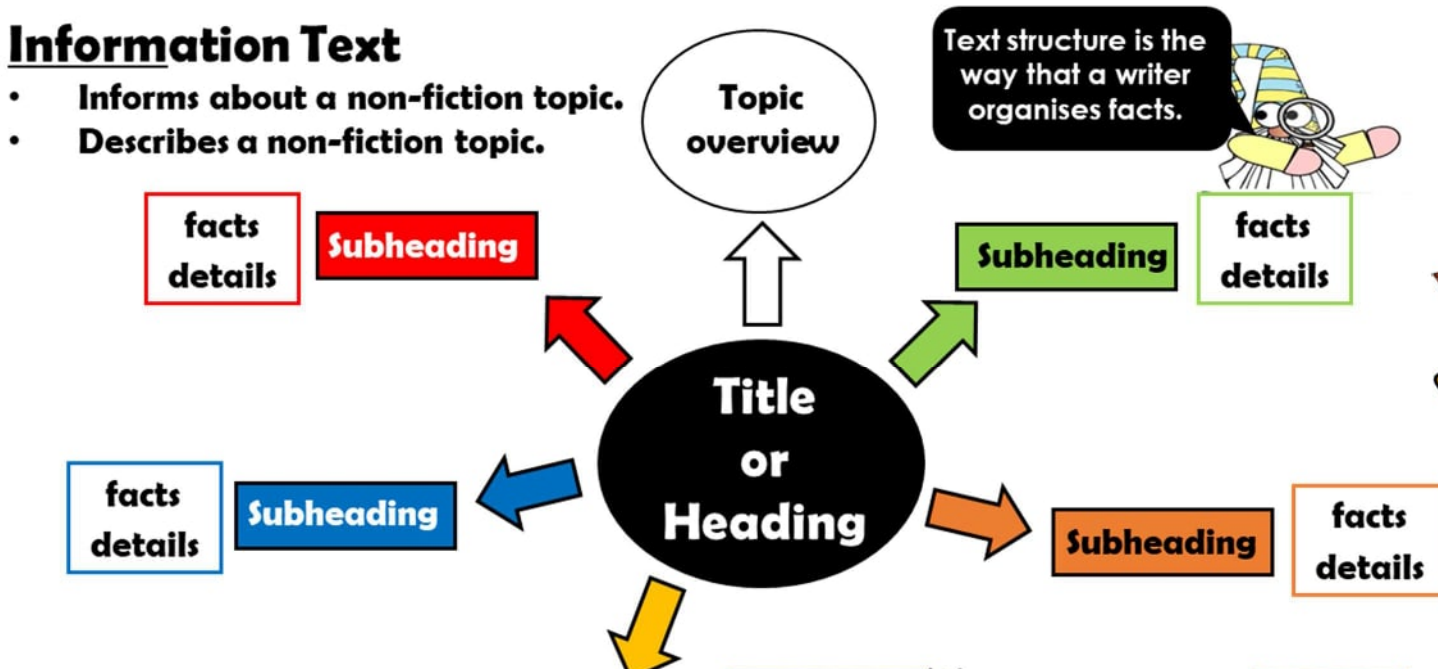 Information Text
• Informs about a non-fiction topic.
• Describes a non-fiction topic.
Topic
overview
Text structure is the
way that a writer
organises facts.
facts
details
Subheading
Subheading
facts
details
Title
or
Heading
facts
details
Subheading
Subheading
facts
details